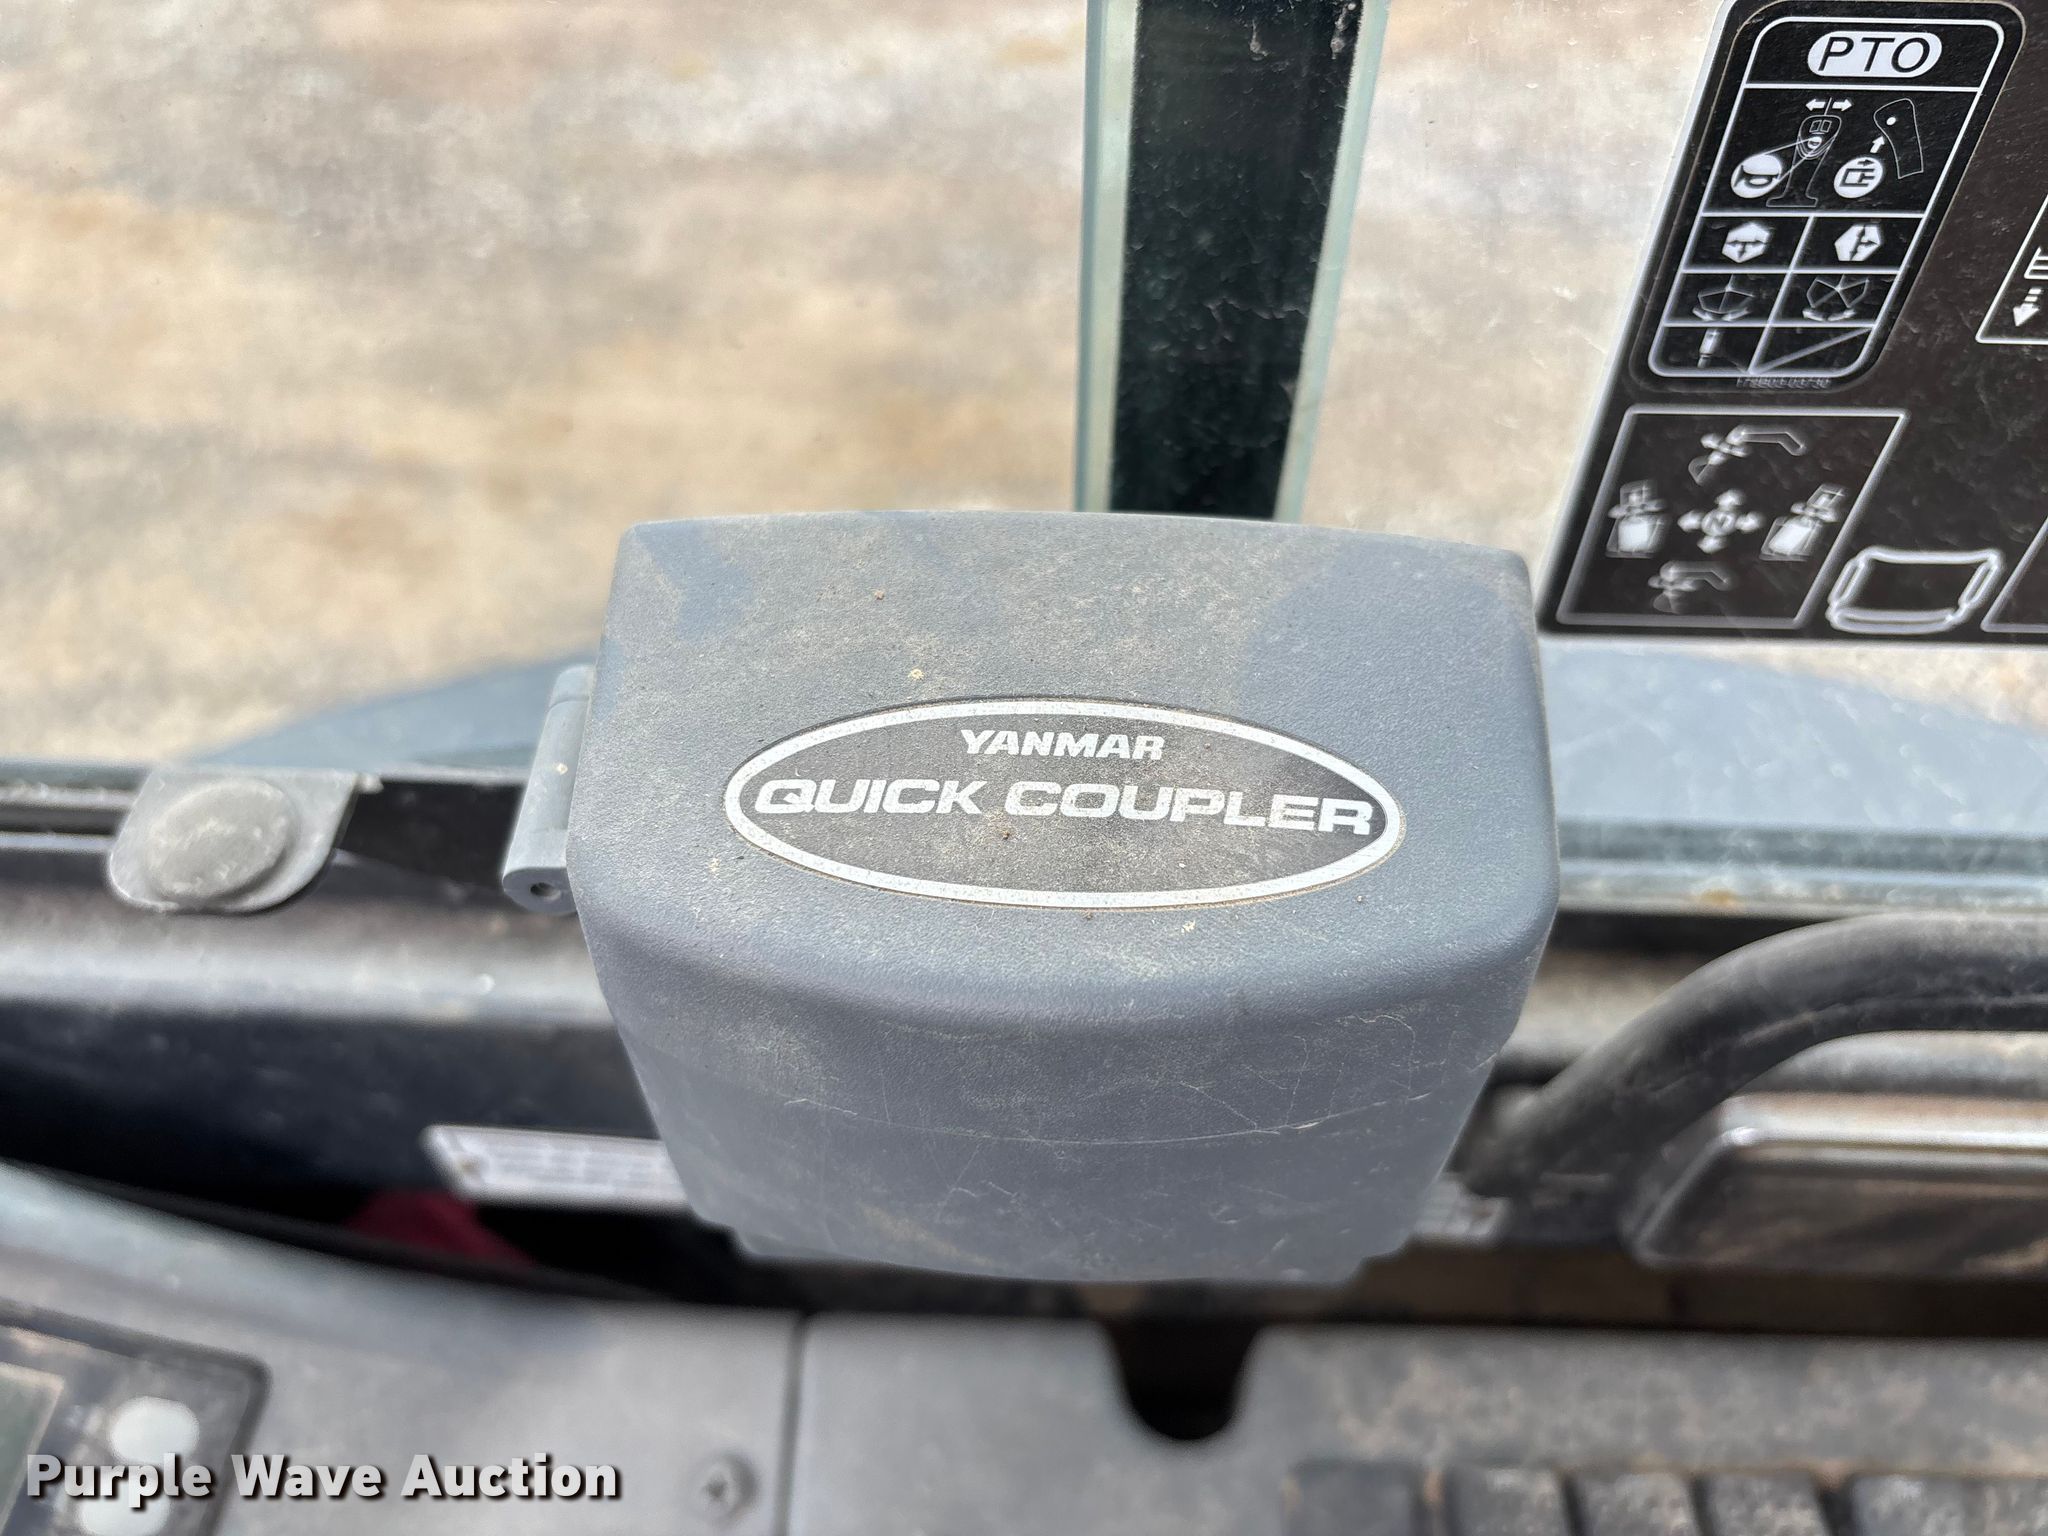 PTO
YANMAR
QUICK COUPLER
Purple Wave Auction